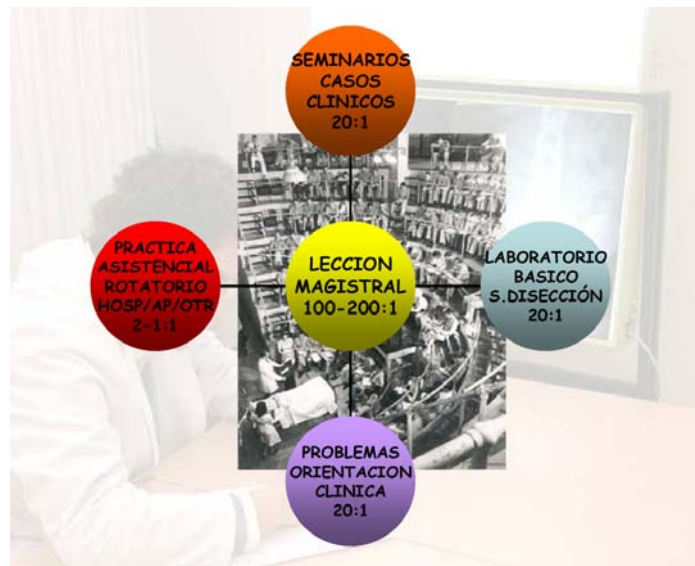 SEMINARIOS
CASOS
CLINICOS
20:1
PRACTICA
ASISTENCIAL
ROTATORIO
HOSP/AP/OTR
2-1:1
LECCION
MAGISTRAL
100-200:1
LABORATORIO
BASICO
S.DISECCIÓN
20:1
PROBLEMAS
ORIENTACION
CLINICA
20:1